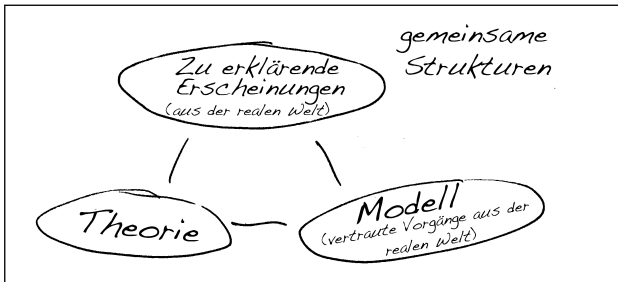 gemeinsame
Strukturen
Zu erklärende
Erscheinungen
(aus der realen Welt)
Theorie
Modell
(vertraute Vorgänge aus der
realen Welt)